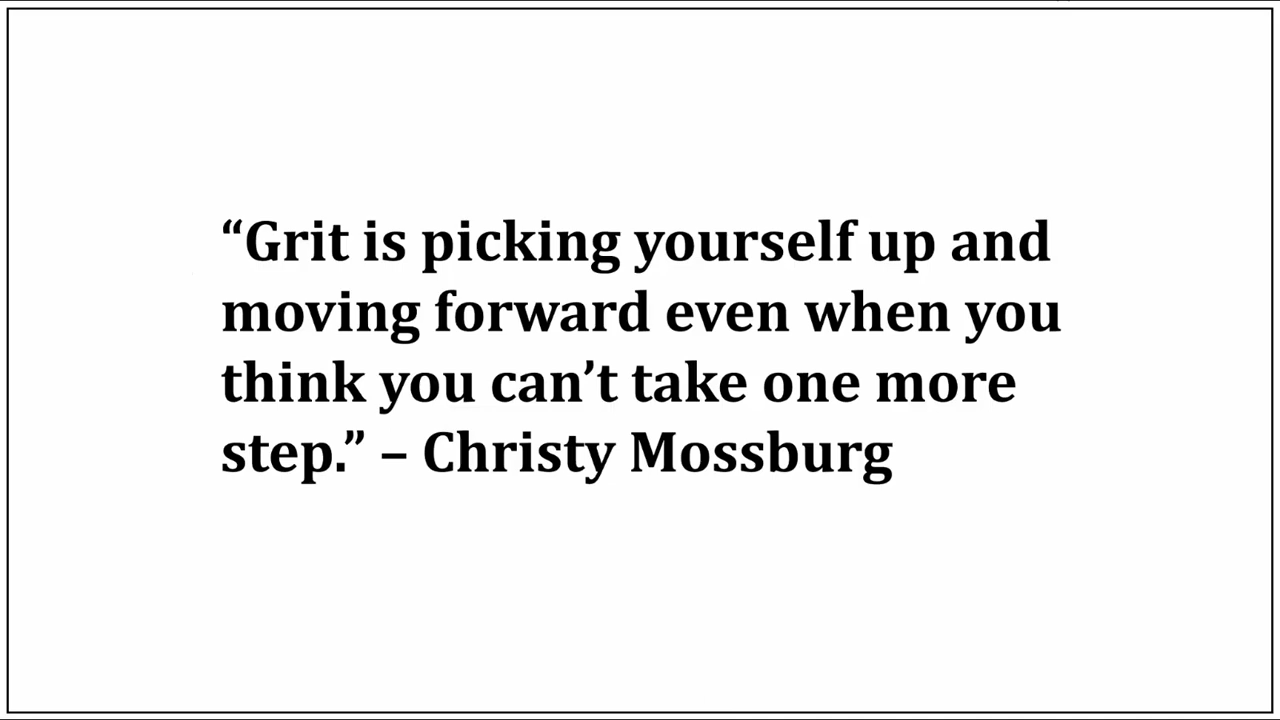 “Grit is picking yourself up and
moving forward even when you
think you can’t take one more
step.” – Christy Mossburg